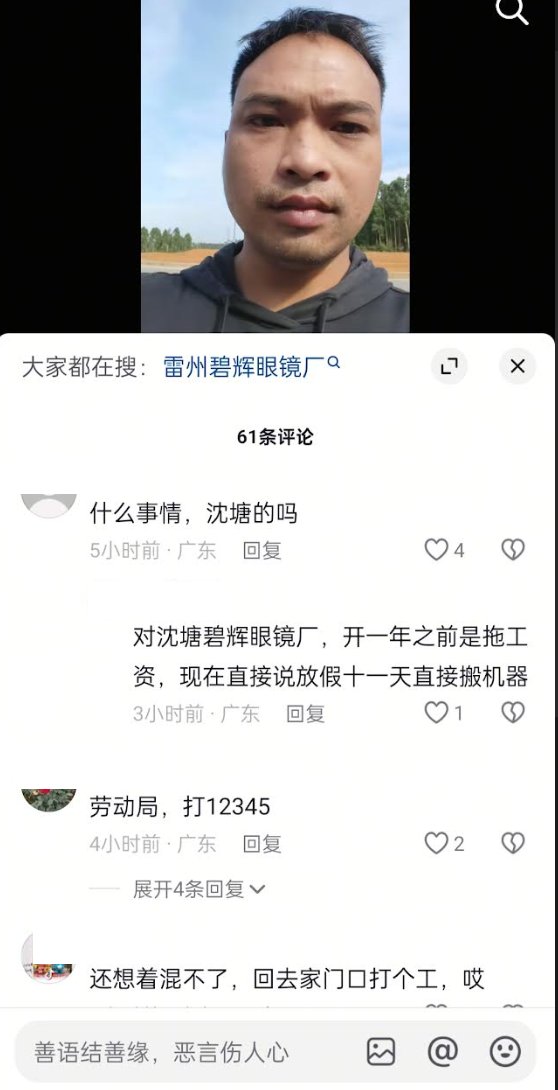 大家都在搜：雷州碧辉眼镜厂
61条评论
什么事情，沈塘的吗
5小时前 · 广东 回复 4
对沈塘碧辉眼镜厂，开一年之前是拖工
资，现在直接说放假十一天直接搬机器
3小时前 · 广东 回复 1
劳动局，打12345
4小时前 · 广东 回复 2
展开4条回复
还想着混不了，回去家门口打个工，哎
善语结善缘，恶言伤人心
@